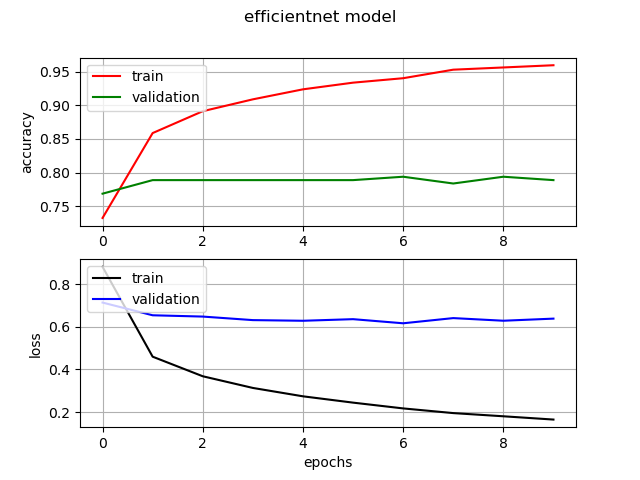 efficientnet model
train
validation
accuracy
0.95
0.90
0.85
0.80
0.75
0 2 4 6 8
train
validation
loss
0.8
0.6
0.4
0.2
0 2 4 6 8
epochs